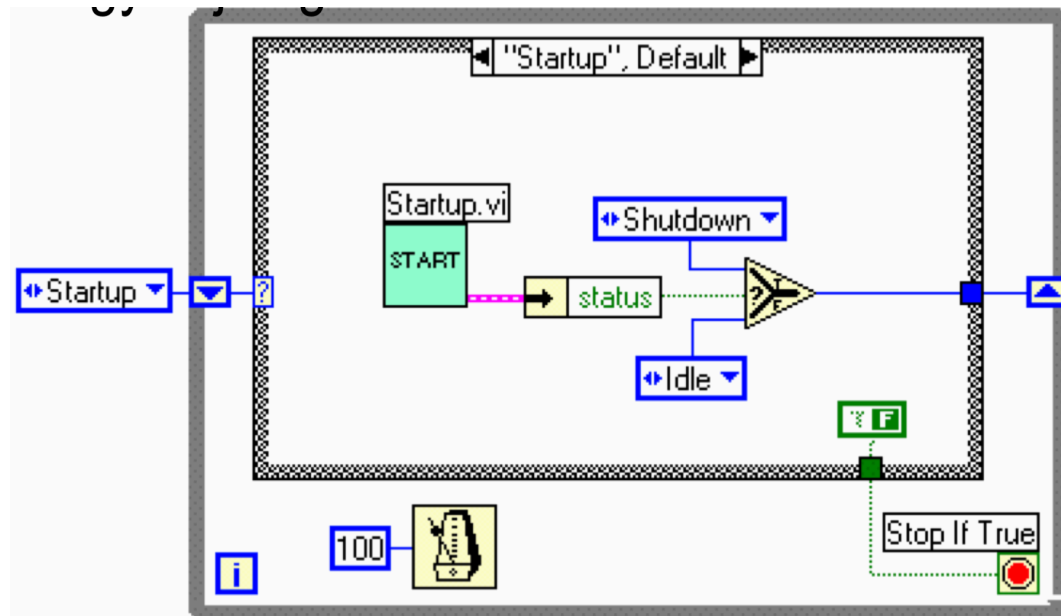 "Startup", Default
Startup.vi
START
Shutdown
Startup
?
status
?
T
F
Idle
F
100
i
Stop If True